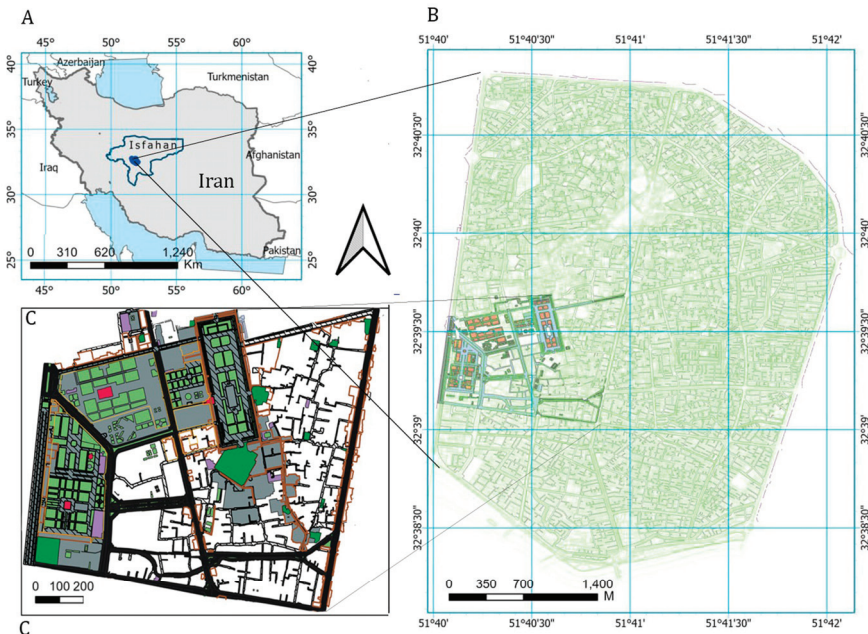 A
45° 50° 55° 60°
40° 40°
Azerbaijan
Turkey
Turkmenistan
35° 35°
Isfahan
Afghanistan
Iraq
Iran
30° 30°
Pakistan
0 310 620 1,240
Km
25° 25°
45° 50° 55° 60°
B
51°40' 51°40'30" 51°41' 51°41'30" 51°42'
32°40'30" 32°40'30"
32°40' 32°40'
32°39'30" 32°39'30"
32°39' 32°39'
32°38'30" 32°38'30"
0 350 700 1,400
M
51°40' 51°40'30" 51°41' 51°41'30" 51°42'
C
0 100 200
C